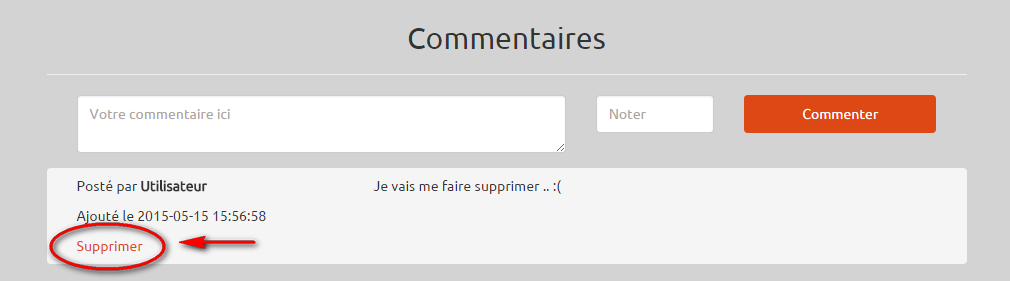 Commentaires
Votre commentaire ici
Noter
Commenter
Posté par Utilisateur
Je vais me faire supprimer .. :(
Ajouté le 2015-05-15 15:56:58
Supprimer